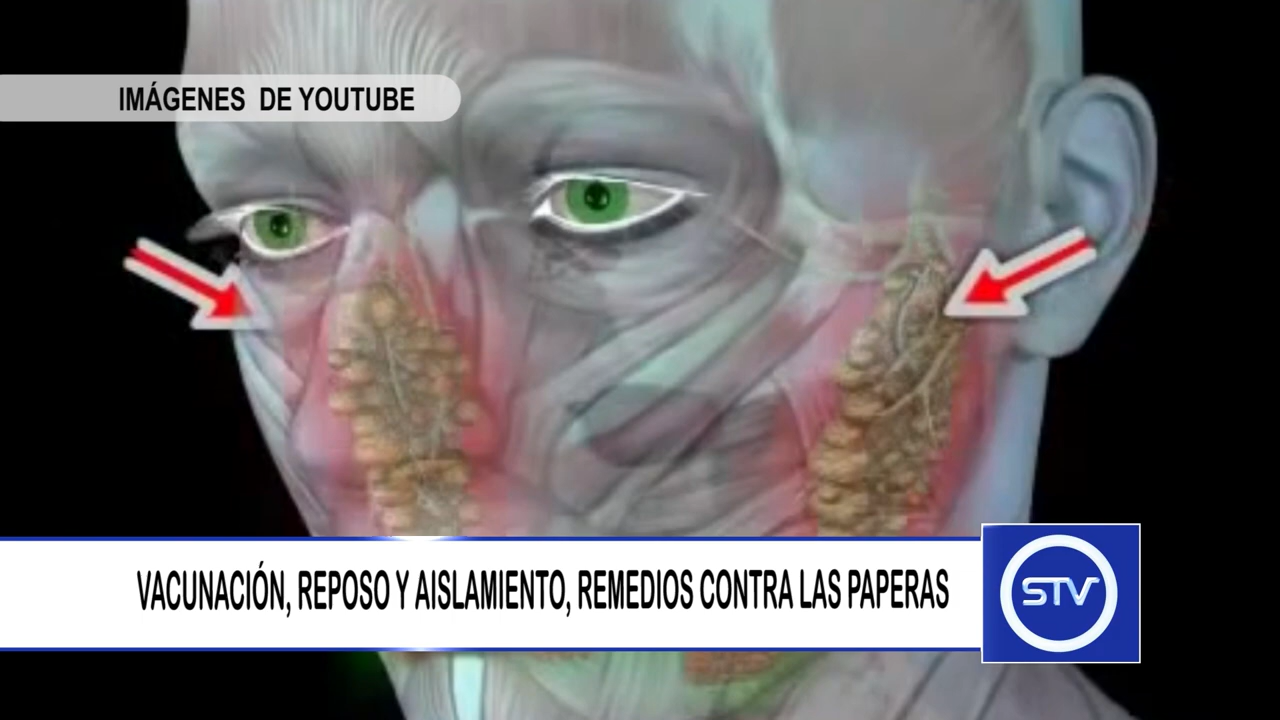 IMÁGENES DE YOUTUBE
VACUNACIÓN, REPOSO Y AISLAMIENTO, REMEDIOS CONTRA LAS PAPERAS
STV